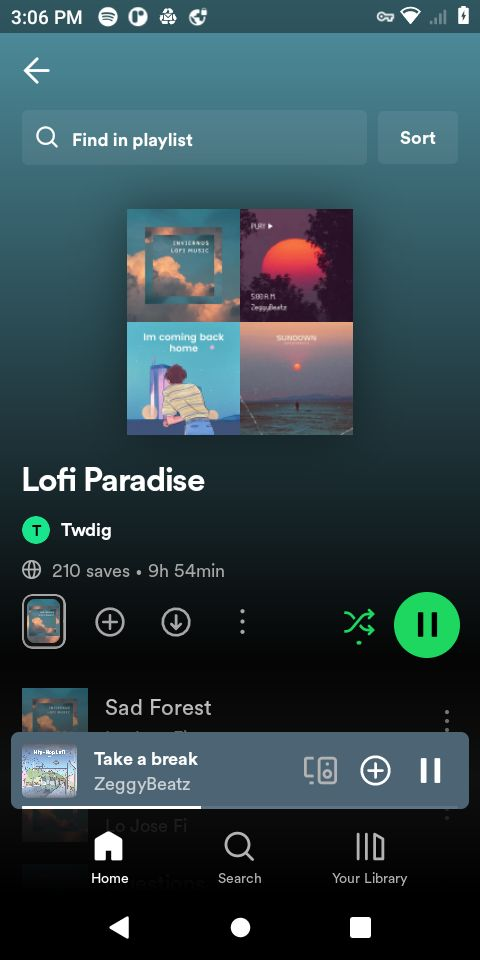 3:06 PM
Find in playlist
Sort
INVIERNUS
LOFI MUSIC
PLAY
5:00 A.M.
ZeggyBeatz
Im coming back
home
SUNDOWN
Lofi Paradise
T Twdig
210 saves • 9h 54min
Sad Forest
Take a break
ZeggyBeatz
Lo Jose Fi
Home
Search
Your Library